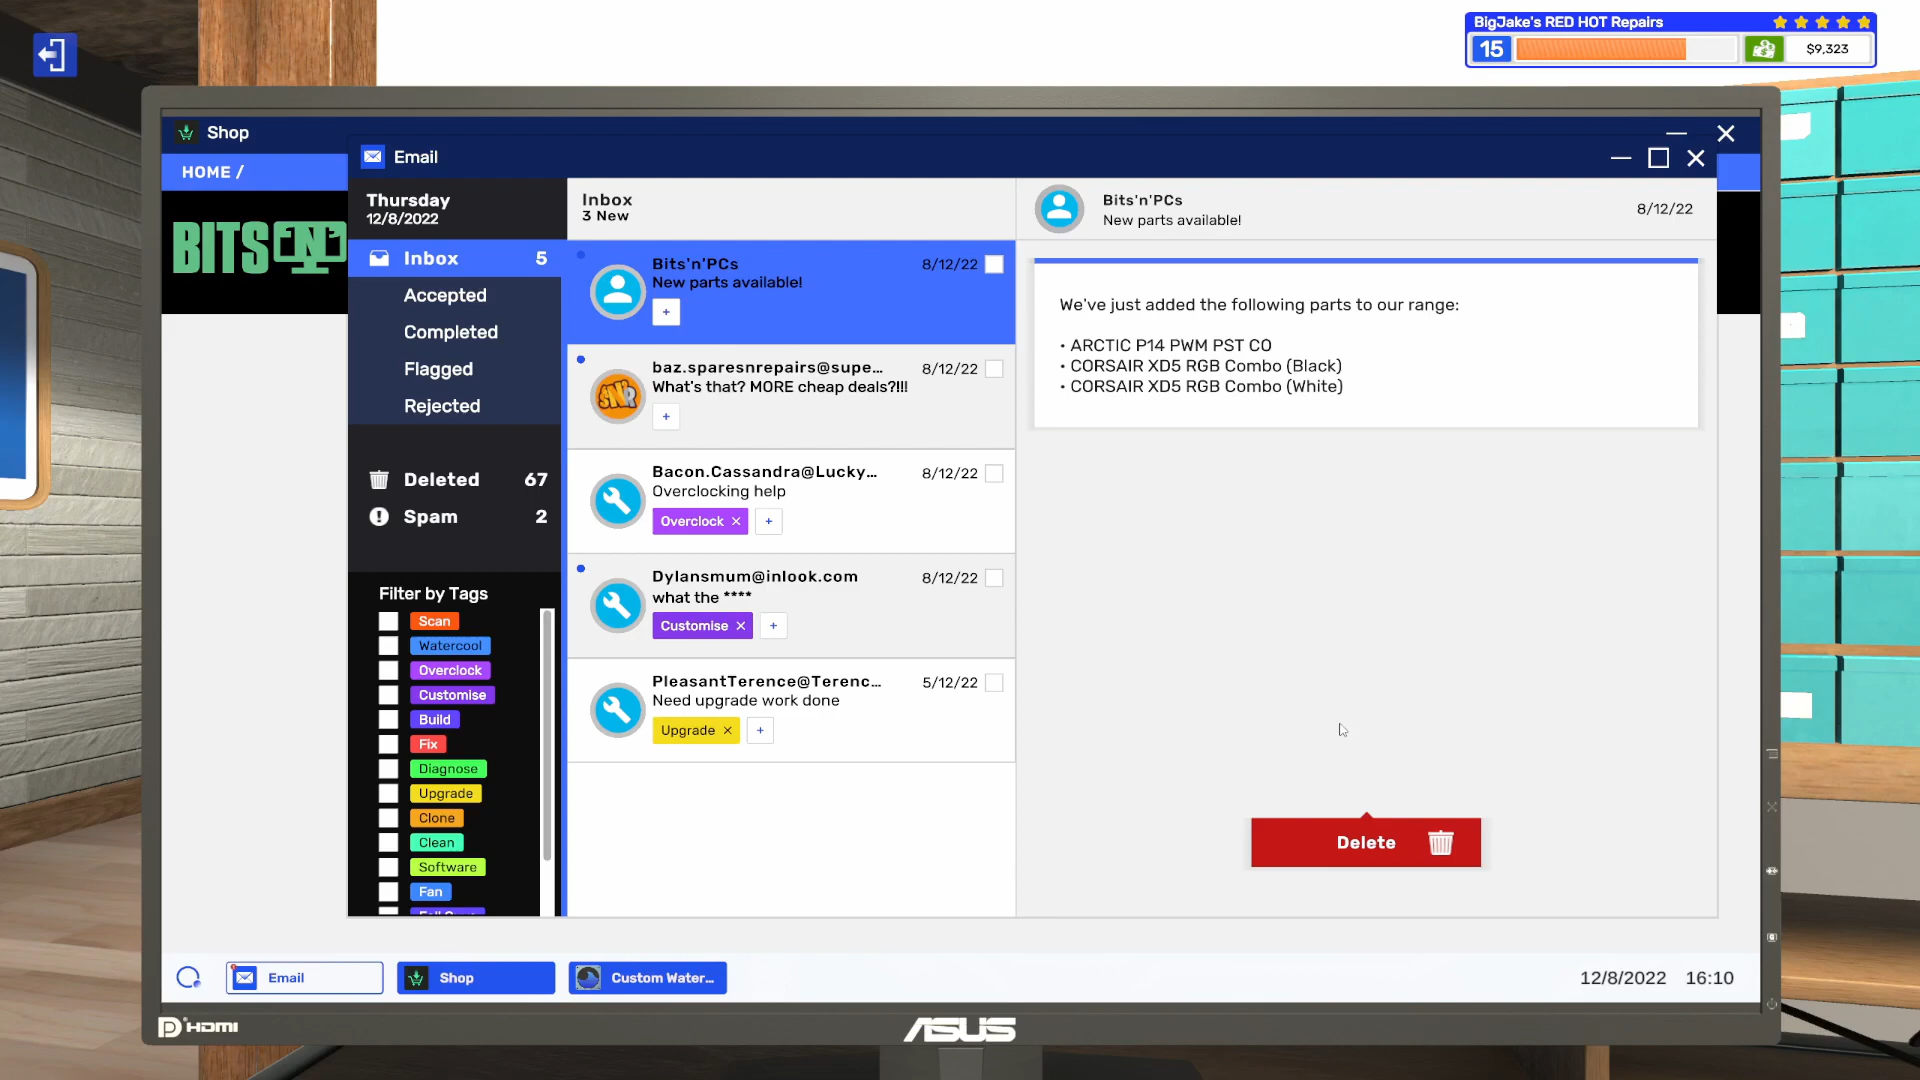 BigJake's RED HOT Repairs
15
$9,323
Shop
HOME /
BITS'N'
Email
Thursday
12/8/2022
Inbox 5
Accepted
Completed
Flagged
Rejected
Deleted 67
Spam 2
Filter by Tags
Scan
Watercool
Overclock
Customise
Build
Fix
Diagnose
Upgrade
Clone
Clean
Software
Fan
Inbox
3 New
Bits'n'PCs 8/12/22
New parts available!
+
SNR
baz.sparesnrepairs@supe... 8/12/22
What's that? MORE cheap deals?!!!
+
Bacon.Cassandra@Lucky... 8/12/22
Overclocking help
Overclock × +
Dylansmum@inlook.com 8/12/22
what the ****
Customise × +
PleasantTerence@Terenc... 5/12/22
Need upgrade work done
Upgrade × +
Bits'n'PCs
New parts available!
8/12/22
We've just added the following parts to our range:
• ARCTIC P14 PWM PST CO
• CORSAIR XD5 RGB Combo (Black)
• CORSAIR XD5 RGB Combo (White)
Delete
Email
Shop
Custom Water...
12/8/2022 16:10
HDMI
ASUS